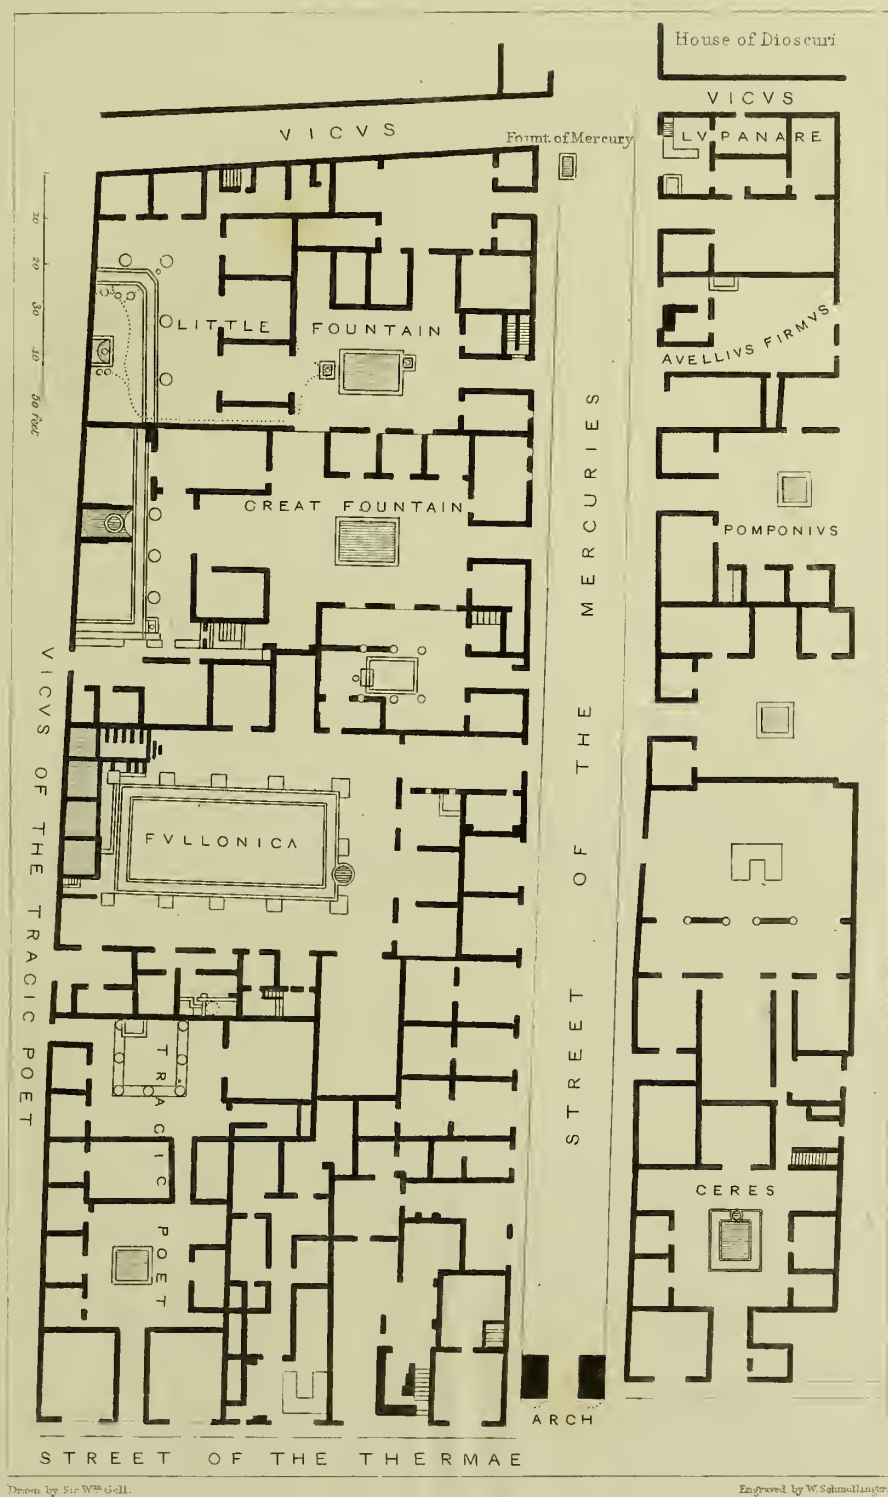 House of Dioscuri
VICVS
VICVS
Fount. of Mercury
LVPANARE
10
20
30
40
50 feet
LITTLE FOUNTAIN
AVELLIVS FIRMVS
GREAT FOUNTAIN
POMPONIVS
STREET OF THE MERCURIES
VICVS OF THE TRAGIC POET
FVLLONICA
TRAGIC POET
CERES
ARCH
STREET OF THE THERMAE
Drawn by Sir Wm Gell.
Engraved by W. Schmollinger.